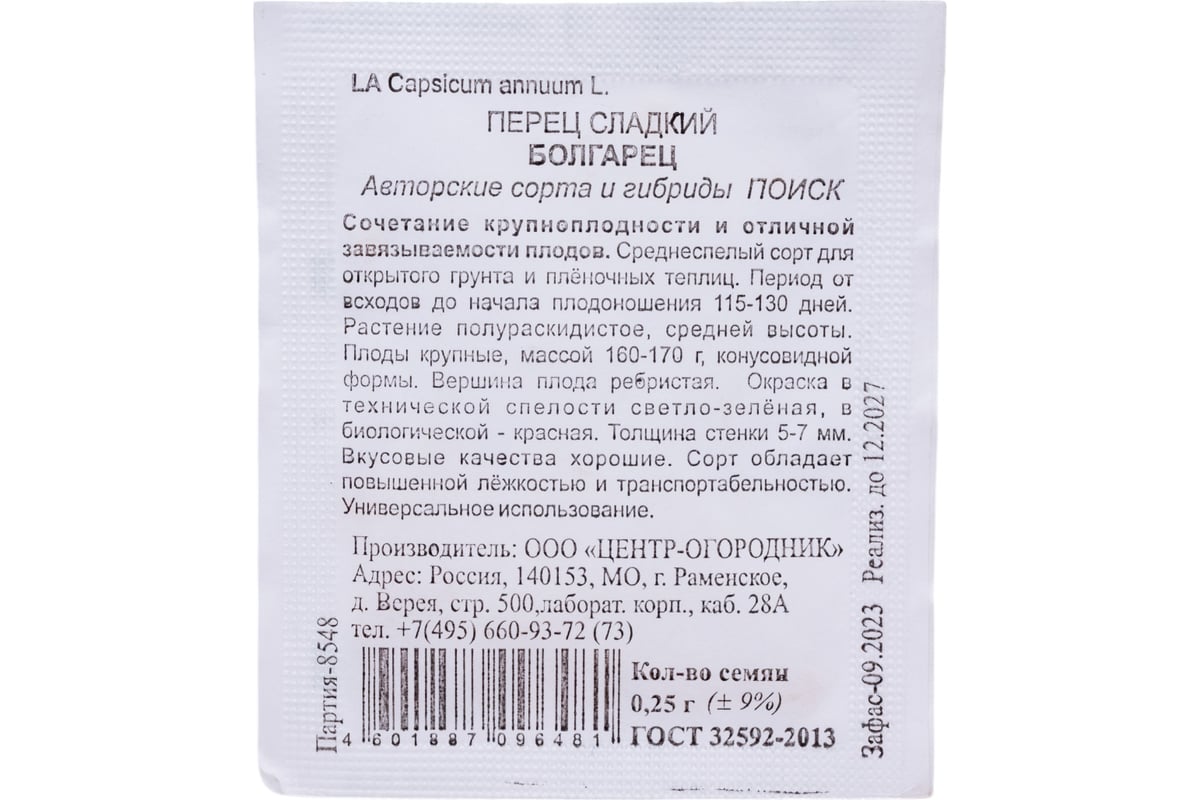 LA Capsicum annuum L.
ПЕРЕЦ СЛАДКИЙ
БОЛГАРЕЦ
Авторские сорта и гибриды ПОИСК
Сочетание крупноплодности и отличной
завязываемости плодов. Среднеспелый сорт для
открытого грунта и плёночных теплиц. Период от
всходов до начала плодоношения 115-130 дней.
Растение полураскидистое, средней высоты.
Плоды крупные, массой 160-170 г, конусовидной
формы. Вершина плода ребристая. Окраска в
технической спелости светло-зелёная, в
биологической - красная. Толщина стенки 5-7 мм.
Вкусовые качества хорошие. Сорт обладает
повышенной лёжкостью и транспортабельностью.
Универсальное использование.
Производитель: ООО «ЦЕНТР-ОГОРОДНИК»
Адрес: Россия, 140153, МО, г. Раменское,
д. Верея, стр. 500,лаборат. корп., каб. 28А
тел. +7(495) 660-93-72 (73)
Партия-8548
4 601887 096481
Кол-во семян
0,25 г (± 9%)
ГОСТ 32592-2013
Зафас-09.2023 Реализ. до 12.2027